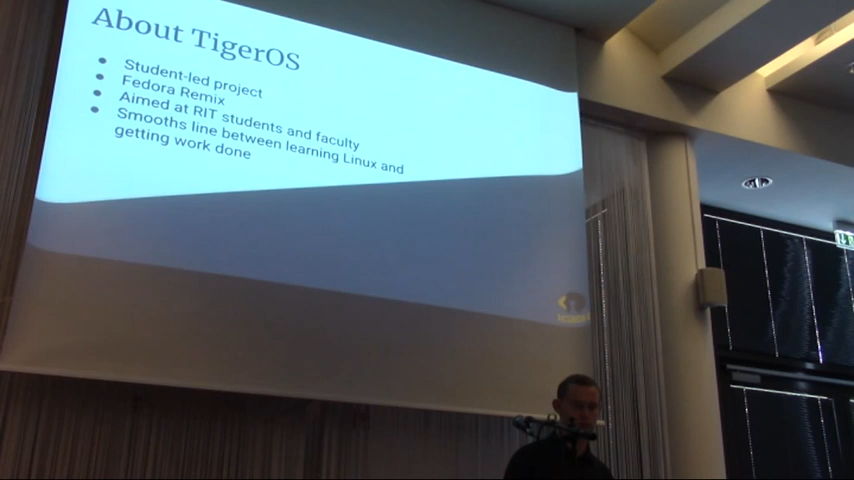 About TigerOS
● Student-led project
● Fedora Remix
● Aimed at RIT students and faculty
● Smooths line between learning Linux and
getting work done